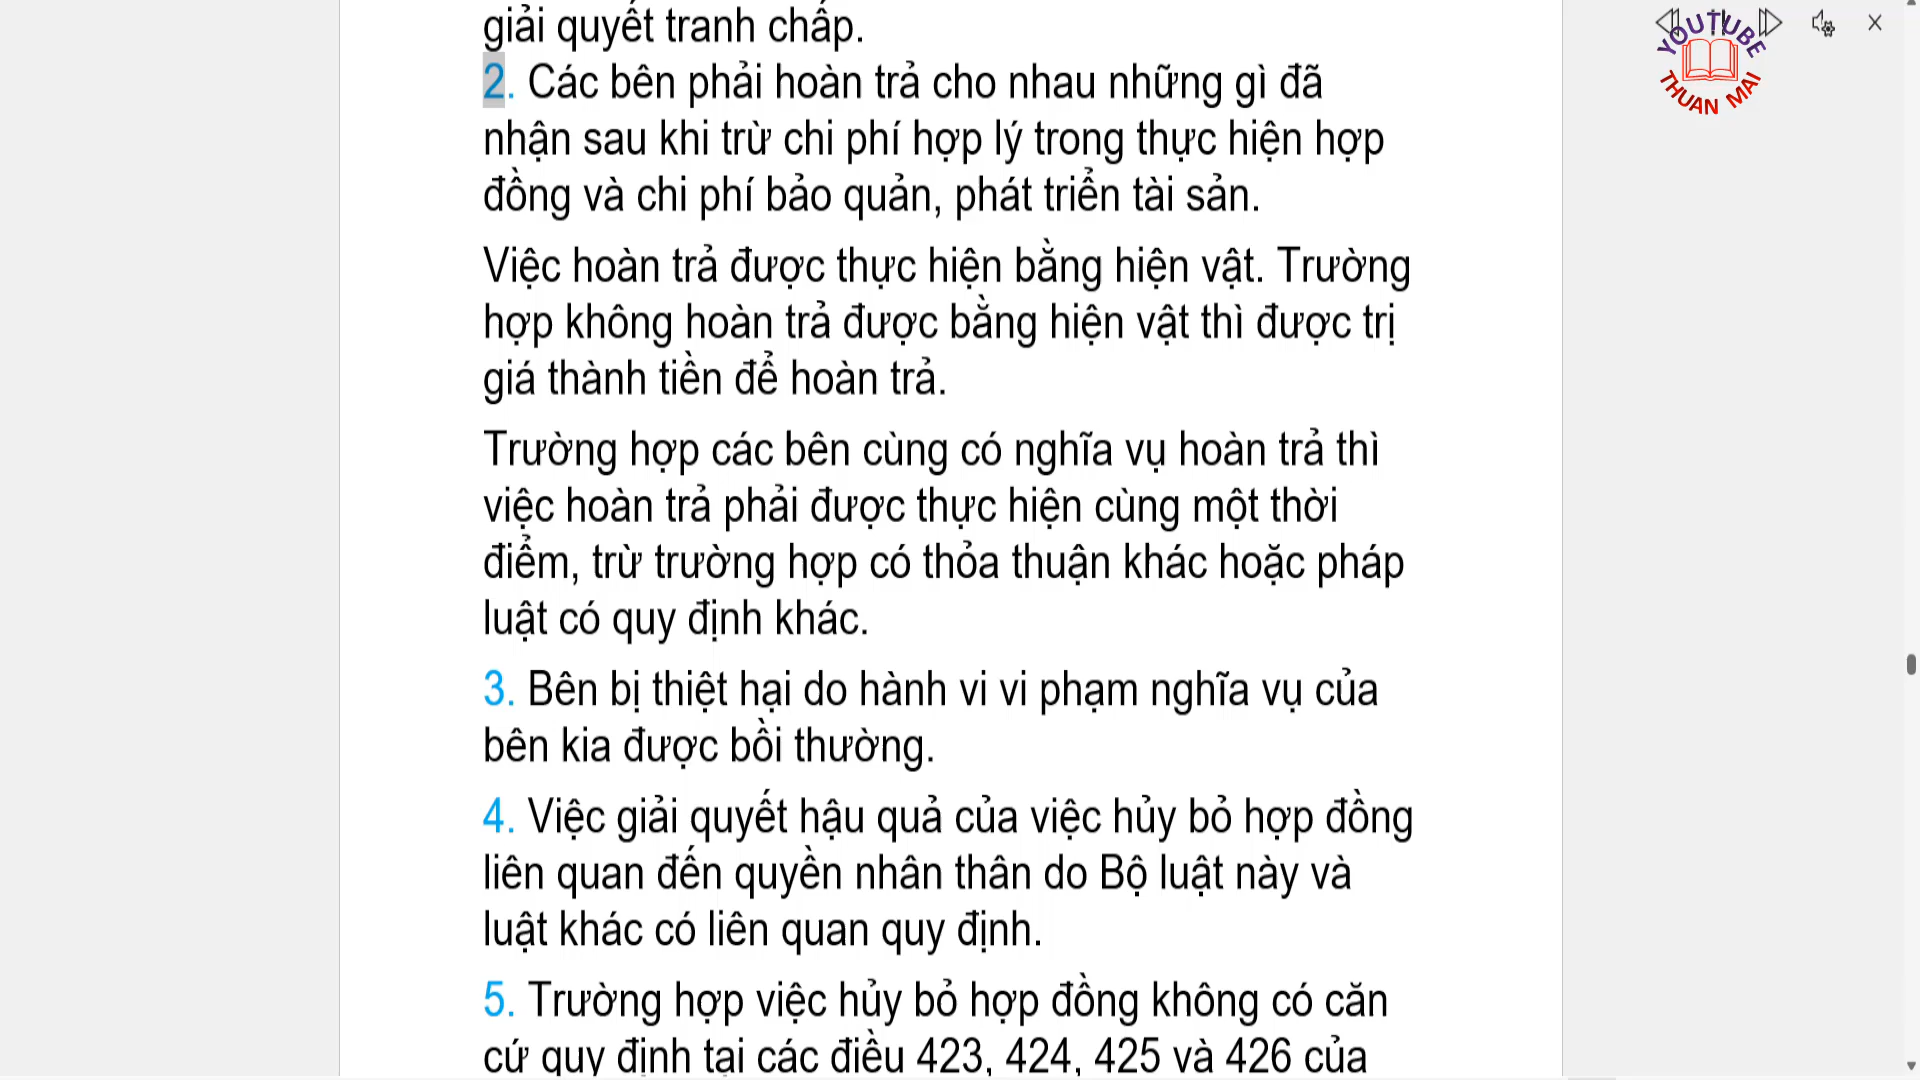 giải quyết tranh chấp.
2. Các bên phải hoàn trả cho nhau những gì đã
nhận sau khi trừ chi phí hợp lý trong thực hiện hợp
đồng và chi phí bảo quản, phát triển tài sản.
Việc hoàn trả được thực hiện bằng hiện vật. Trường
hợp không hoàn trả được bằng hiện vật thì được trị
giá thành tiền để hoàn trả.
Trường hợp các bên cùng có nghĩa vụ hoàn trả thì
việc hoàn trả phải được thực hiện cùng một thời
điểm, trừ trường hợp có thỏa thuận khác hoặc pháp
luật có quy định khác.
3. Bên bị thiệt hại do hành vi vi phạm nghĩa vụ của
bên kia được bồi thường.
4. Việc giải quyết hậu quả của việc hủy bỏ hợp đồng
liên quan đến quyền nhân thân do Bộ luật này và
luật khác có liên quan quy định.
5. Trường hợp việc hủy bỏ hợp đồng không có căn
cứ quy định tại các điều 423, 424, 425 và 426 của
YOUTUBE
THUAN MAI